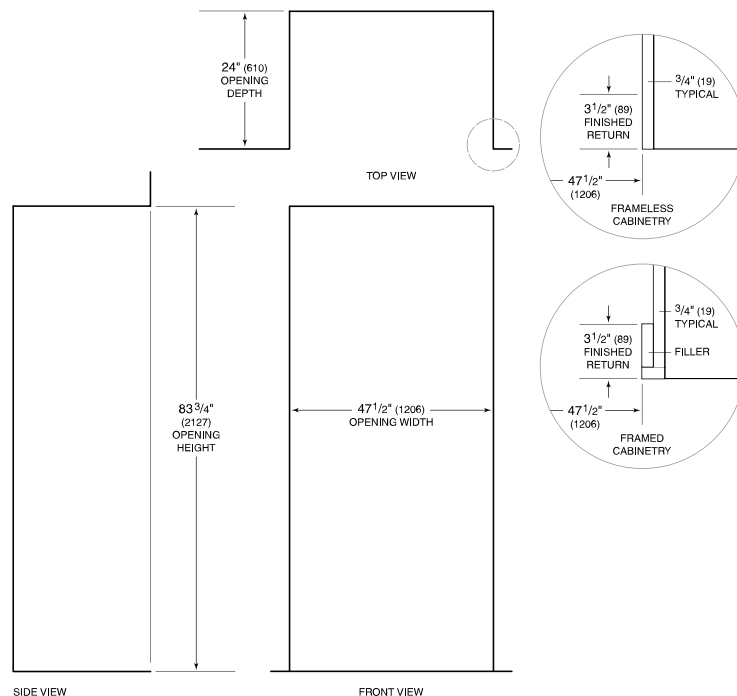 24" (610)
OPENING
DEPTH
TOP VIEW
3 1/2" (89)
FINISHED
RETURN
3/4" (19)
TYPICAL
47 1/2"
(1206)
FRAMELESS
CABINETRY
3 1/2" (89)
FINISHED
RETURN
3/4" (19)
TYPICAL
FILLER
47 1/2"
(1206)
FRAMED
CABINETRY
83 3/4"
(2127)
OPENING
HEIGHT
47 1/2" (1206)
OPENING WIDTH
SIDE VIEW
FRONT VIEW